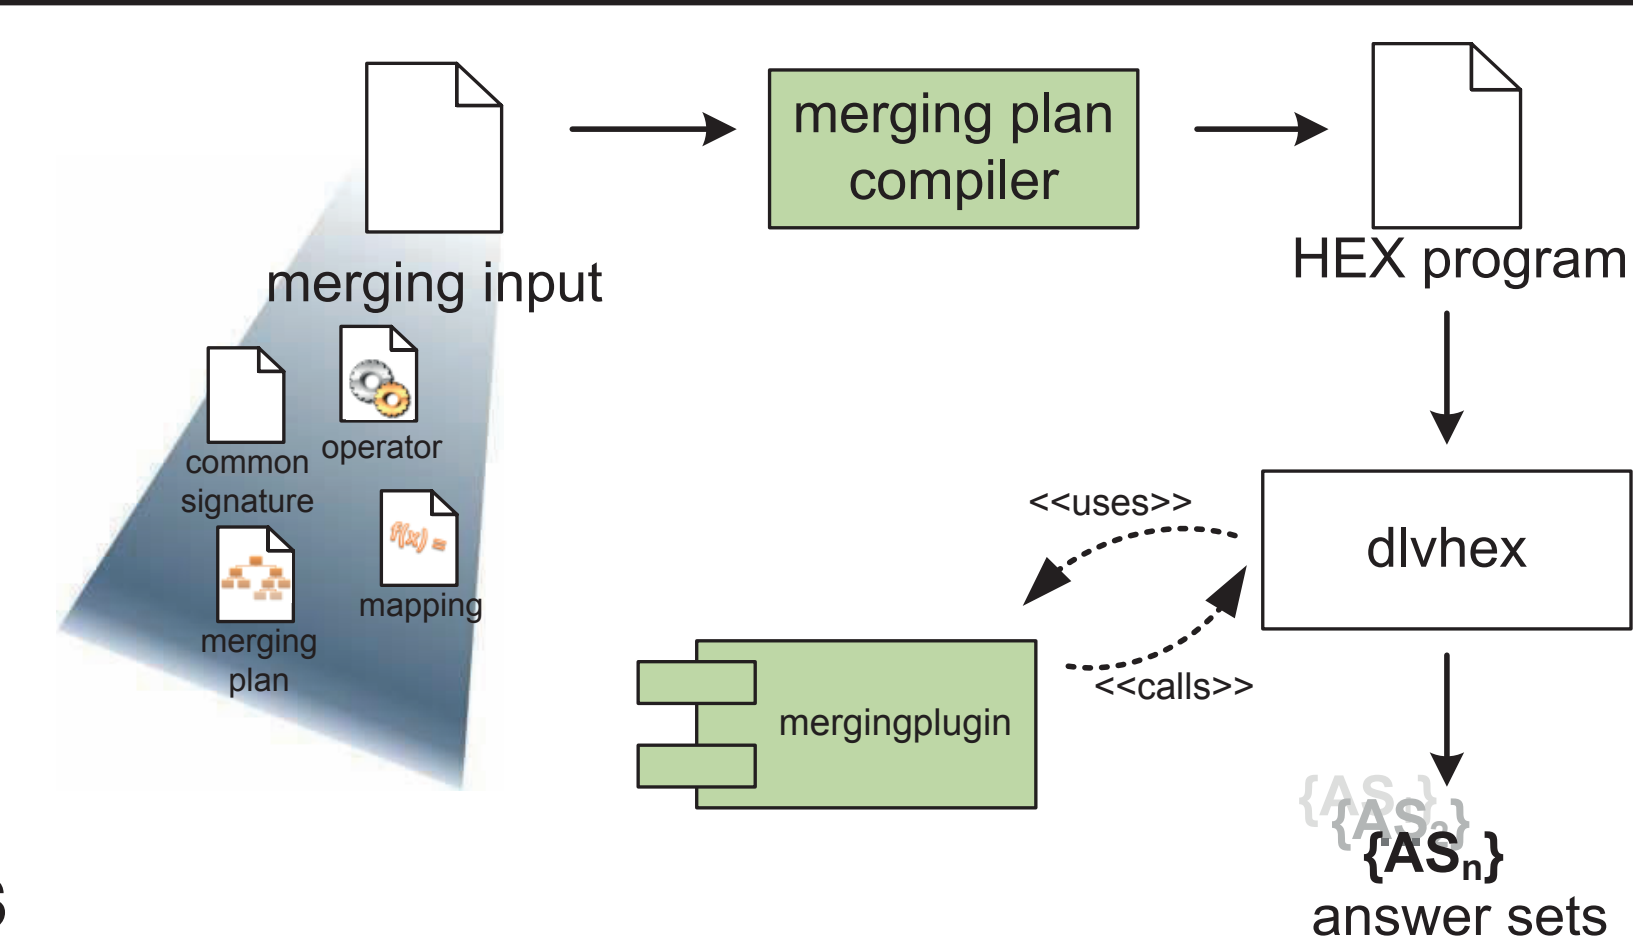 merging plan
compiler
HEX program
merging input
operator
common
signature
f(x) =
mapping
merging
plan
<<uses>>
dlvhex
<<calls>>
mergingplugin
{AS
{AS2}
{ASn}
answer sets
s